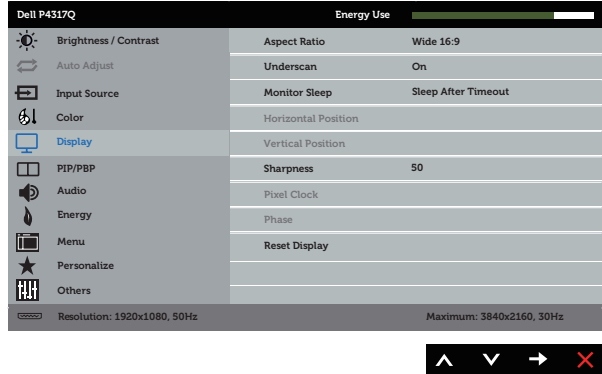 Dell P4317Q Energy Use
Brightness / Contrast
Auto Adjust
Input Source
Color
Display
PIP/PBP
Audio
Energy
Menu
Personalize
Others
Aspect Ratio Wide 16:9
Underscan On
Monitor Sleep Sleep After Timeout
Horizontal Position
Vertical Position
Sharpness 50
Pixel Clock
Phase
Reset Display
Resolution: 1920x1080, 50Hz Maximum: 3840x2160, 30Hz